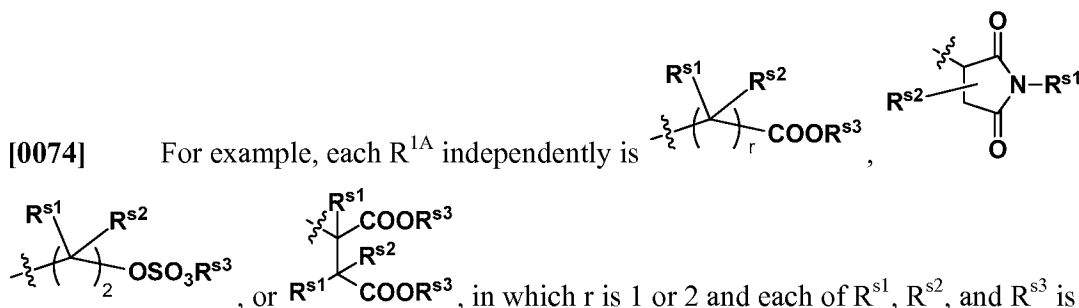 [0074] For example, each R^1A independently is R^s1 R^s2 ( )r COOR^s3 , R^s2 O N R^s1 O
R^s1 R^s2 ( )2 OSO3R^s3 , or R^s1 COOR^s3 R^s2 R^s1 COOR^s3 , in which r is 1 or 2 and each of R^s1, R^s2, and R^s3 is